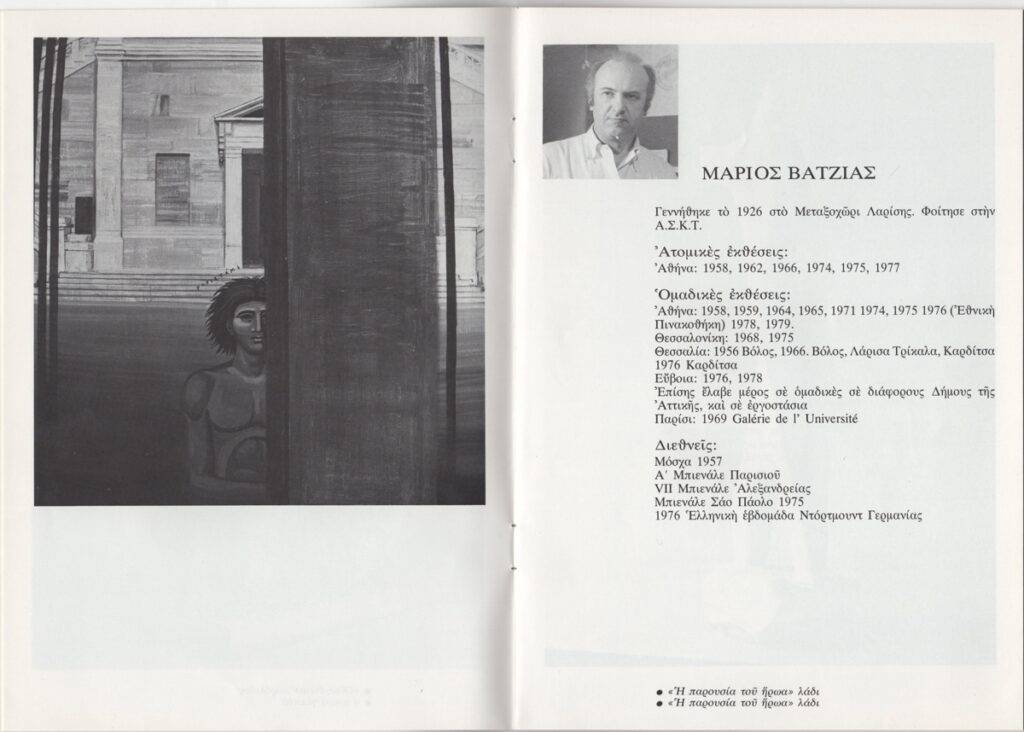 ΜΑΡΙΟΣ ΒΑΤΖΙΑΣ
Γεννήθηκε τὸ 1926 στὸ Μεταξοχῶρι Λαρίσης. Φοίτησε στὴν
Α.Σ.Κ.Τ.
Ἀτομικὲς ἐκθέσεις:
Ἀθήνα: 1958, 1962, 1966, 1974, 1975, 1977
Ὁμαδικὲς ἐκθέσεις:
Ἀθήνα: 1958, 1959, 1964, 1965, 1971 1974, 1975 1976 (Ἐθνικὴ
Πινακοθήκη) 1978, 1979.
Θεσσαλονίκη: 1968, 1975
Θεσσαλία: 1956 Βόλος, 1966. Βόλος, Λάρισα Τρίκαλα, Καρδίτσα
1976 Καρδίτσα
Εὔβοια: 1976, 1978
Ἐπίσης ἔλαβε μέρος σὲ ὁμαδικὲς σὲ διάφορους Δήμους τῆς
Ἀττικῆς, καὶ σὲ ἐργοστάσια
Παρίσι: 1969 Galérie de l' Université
Διεθνεῖς:
Μόσχα 1957
Α' Μπιενάλε Παρισιοῦ
VII Μπιενάλε Ἀλεξανδρείας
Μπιενάλε Σάο Πάολο 1975
1976 Ἑλληνικὴ ἑβδομάδα Ντόρτμουντ Γερμανίας
● «Ἡ παρουσία τοῦ ἥρωα» λάδι
● «Ἡ παρουσία τοῦ ἥρωα» λάδι